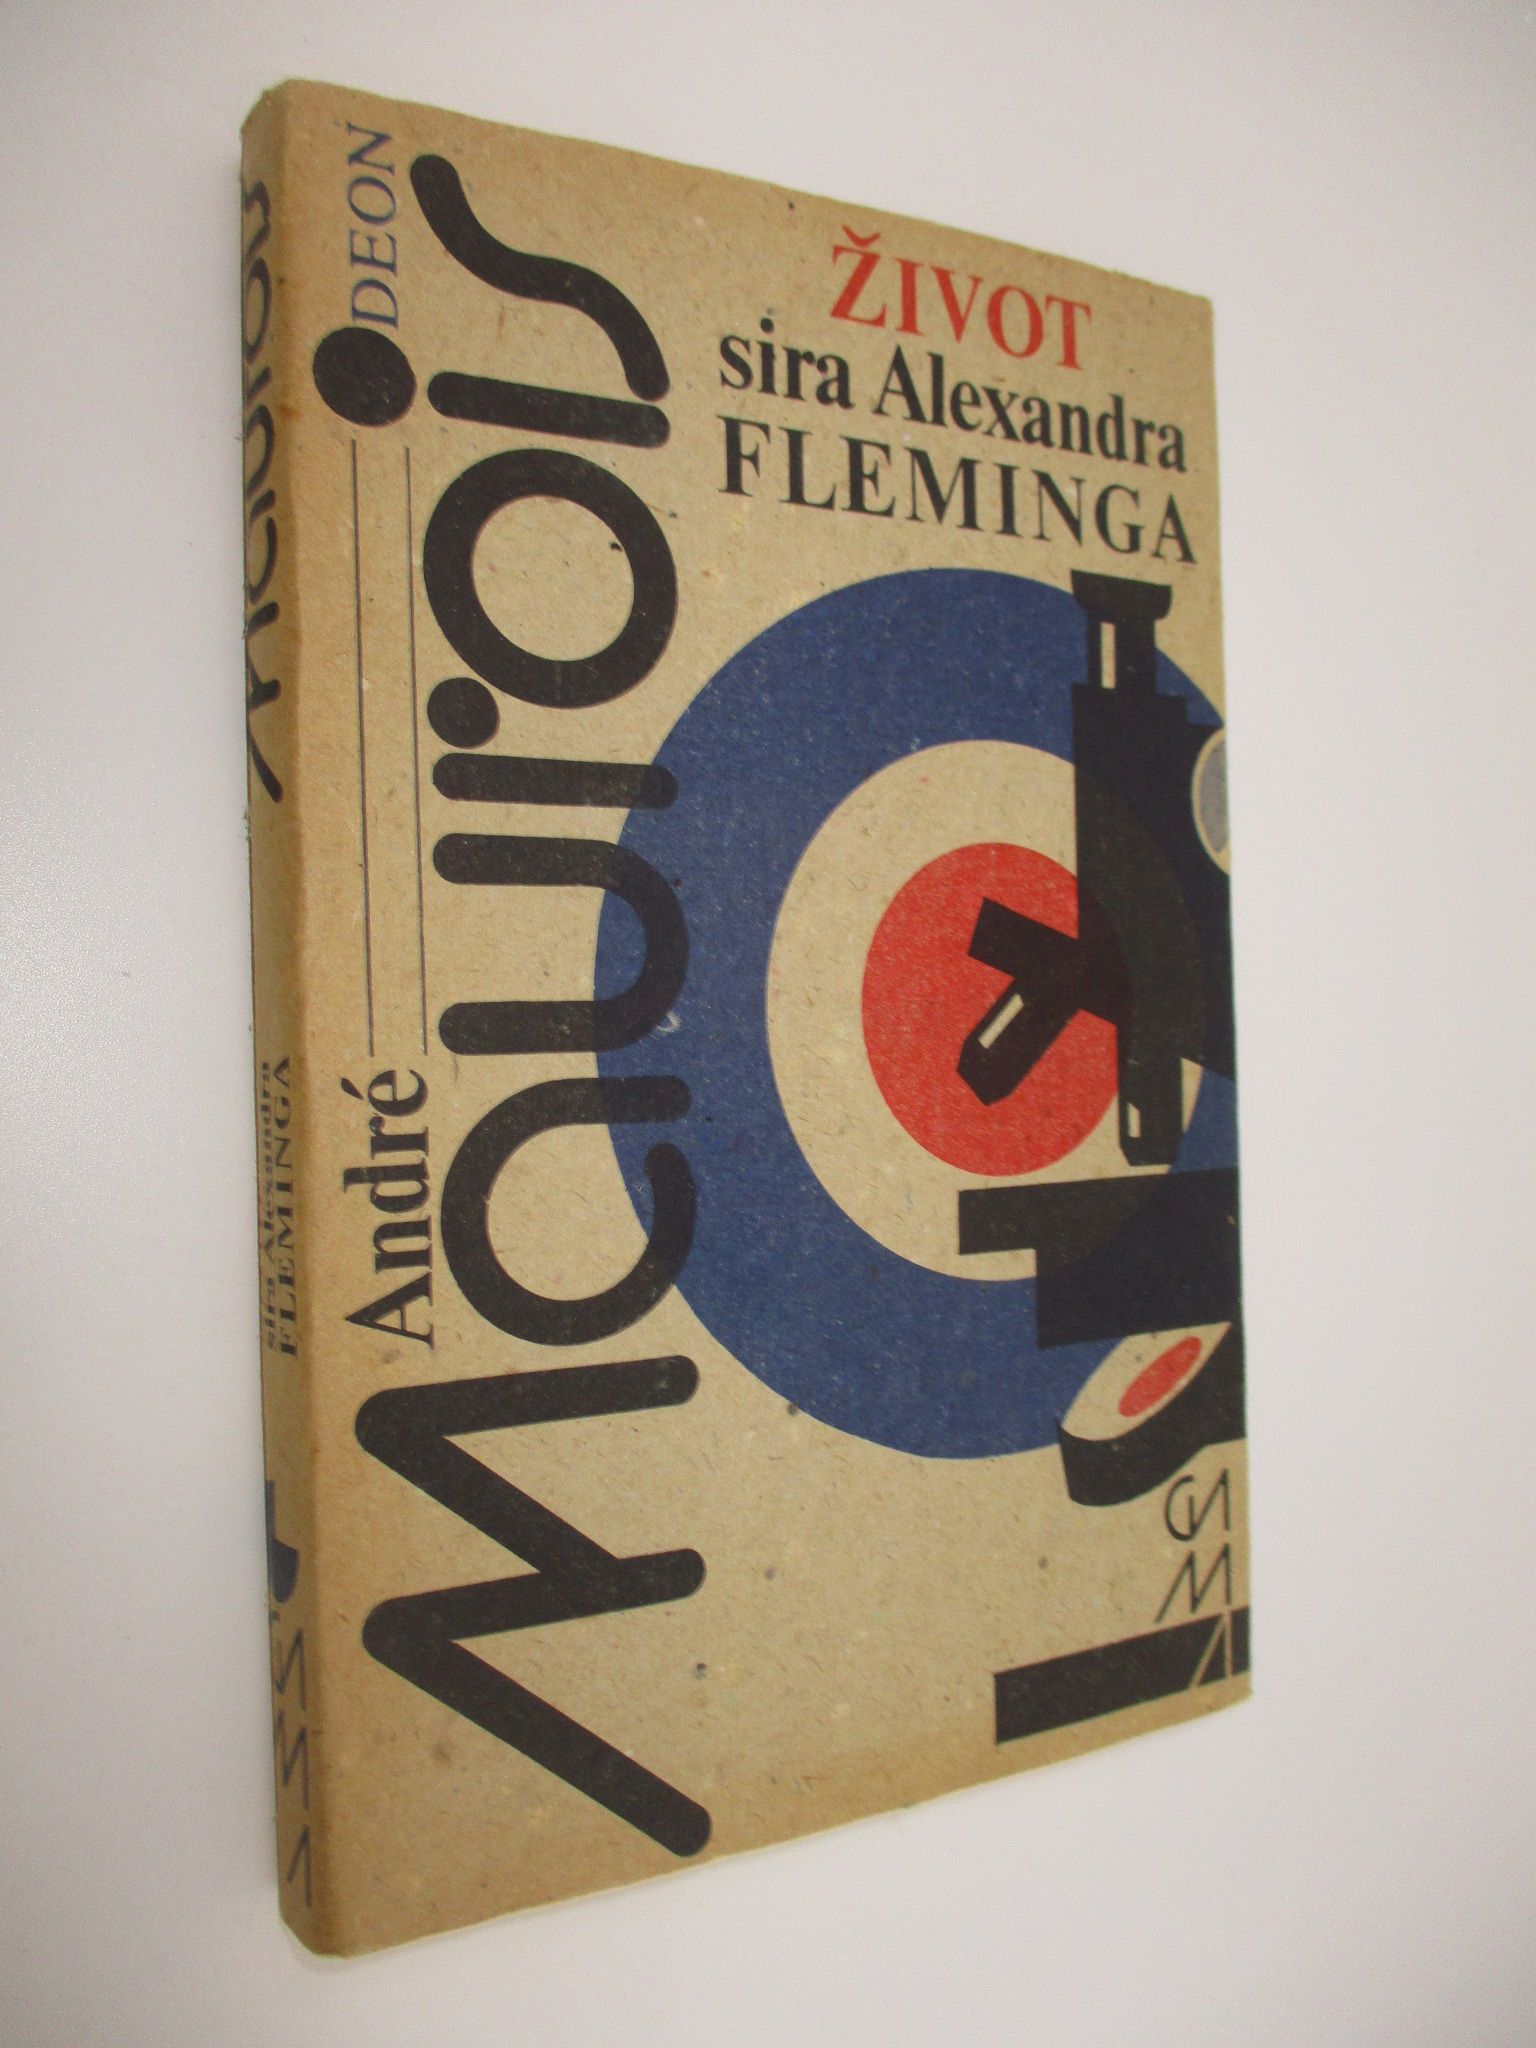 ŽIVOT
sira Alexandra
FLEMINGA
André
Maurois
ODEON
Maurois
sira Alexandra
FLEMINGA